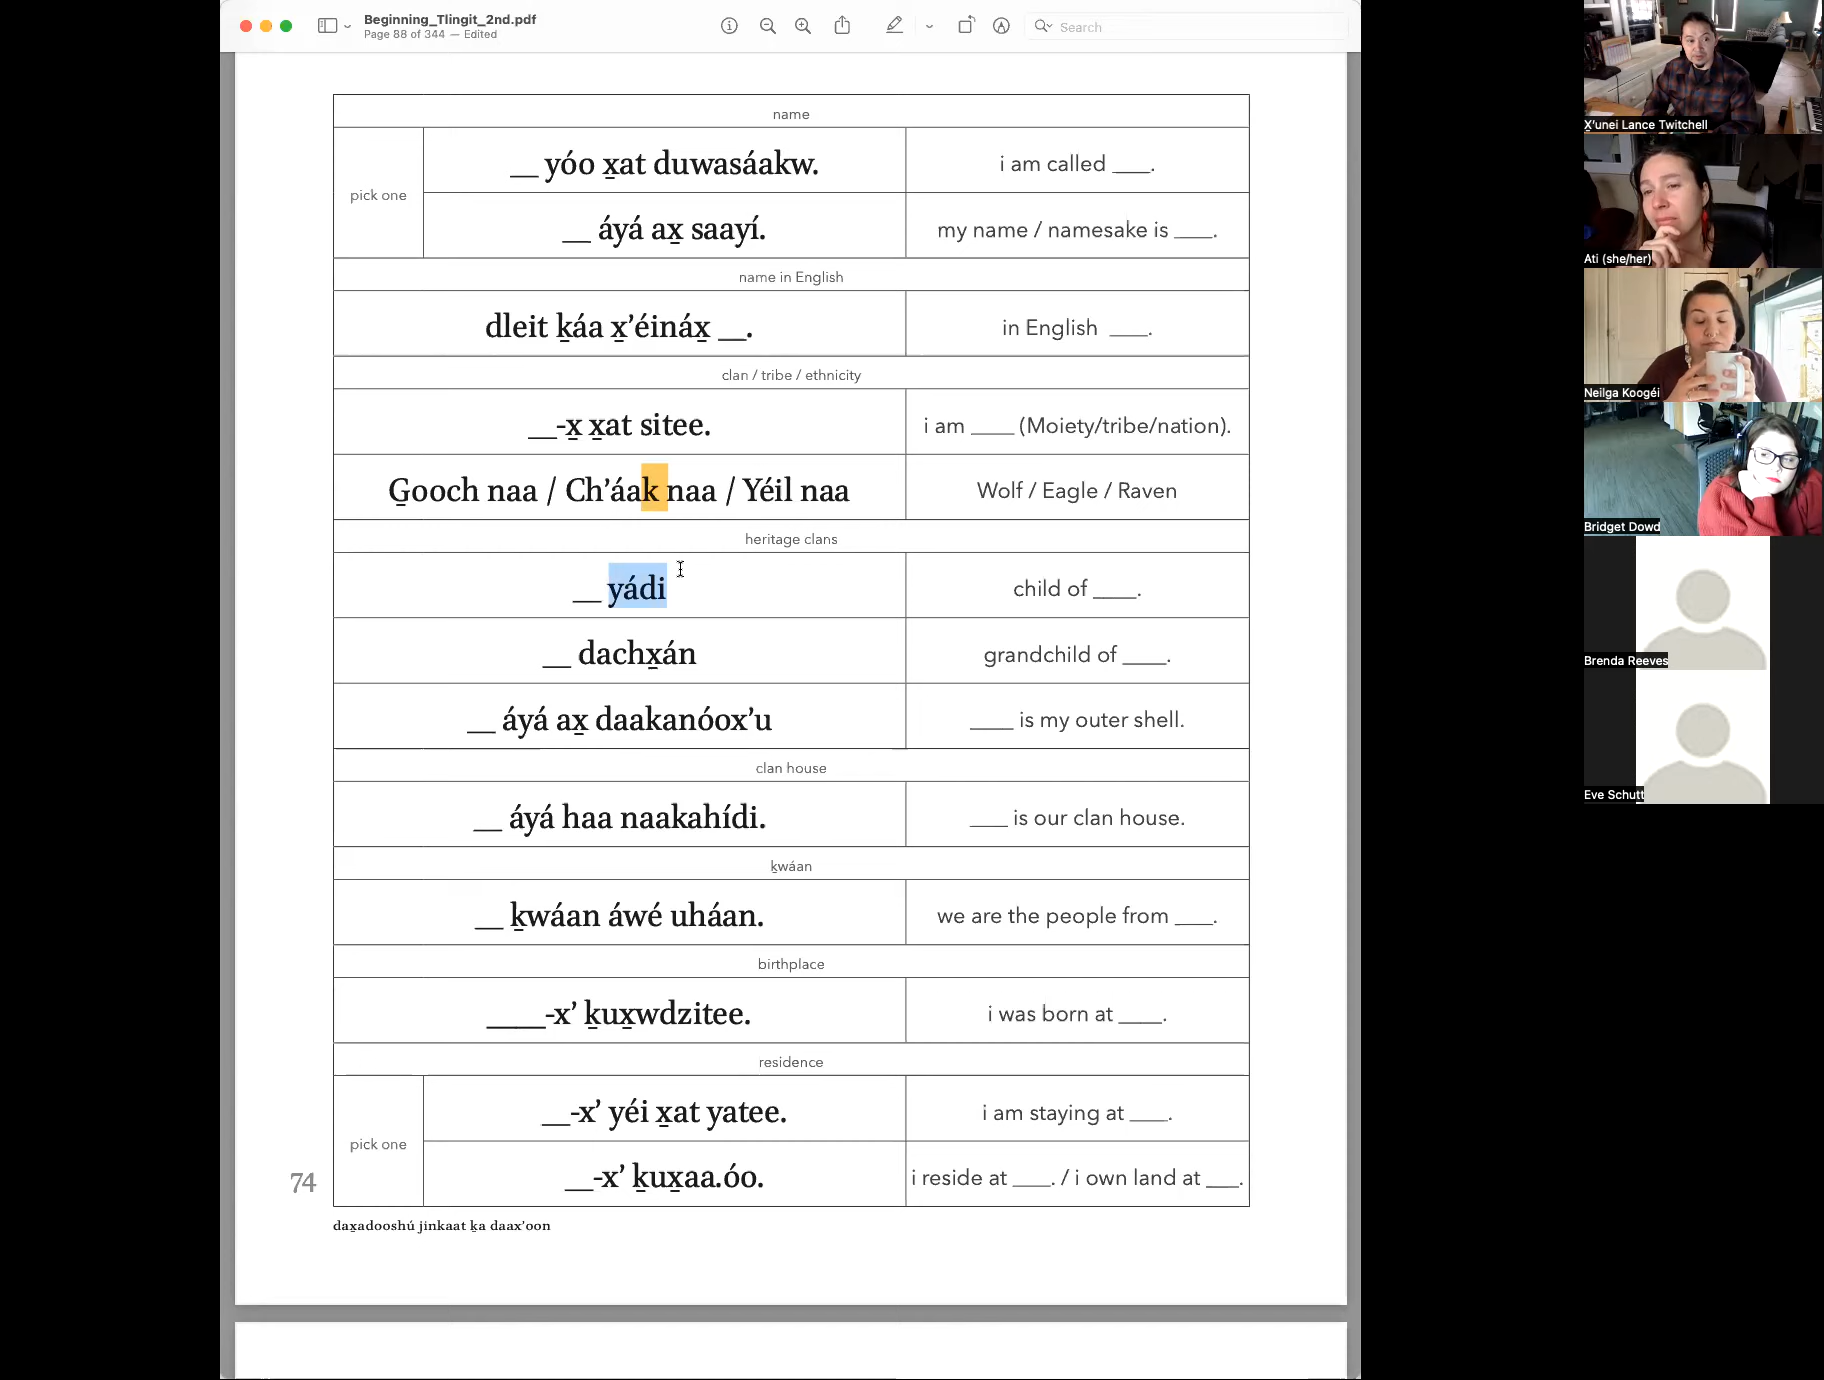 Beginning_Tlingit_2nd.pdf
Page 88 of 344 — Edited
Search
name
pick one
__ yóo x̱at duwasáakw.
i am called ___.
__ áyá ax̱ saayí.
my name / namesake is ___.
name in English
dleit ḵáa x̱’éináx̱ __.
in English ___.
clan / tribe / ethnicity
__-x̱ x̱at sitee.
i am ____ (Moiety/tribe/nation).
G̱ooch naa / Ch’áak naa / Yéil naa
Wolf / Eagle / Raven
heritage clans
__ yádi
child of ____.
__ dachx̱án
grandchild of ____.
__ áyá ax̱ daakanóox’u
____ is my outer shell.
clan house
__ áyá haa naakahídi.
___ is our clan house.
ḵwáan
__ ḵwáan áwé uháan.
we are the people from ___.
birthplace
____-x’ ḵux̱wdzitee.
i was born at ____.
residence
pick one
__-x’ yéi x̱at yatee.
i am staying at ___.
__-x’ ḵux̱aa.óo.
i reside at ___. / i own land at ___.
74
dax̱adooshú jinkaat ḵa daax’oon
X̱’unei Lance Twitchell
Ati (she/her)
Neilga Koogéi
Bridget Dowd
Brenda Reeves
Eve Schutt